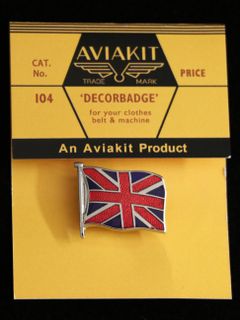 AVIAKIT
TRADE MARK
CAT. No.
PRICE
104
'DECORBADGE'
for your clothes
belt & machine
An Aviakit Product